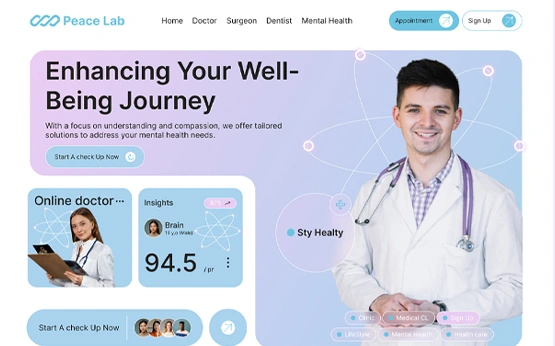 Peace Lab
Home Doctor Surgeon Dentist Mental Health
Appointment
Sign Up
Enhancing Your Well-
Being Journey
With a focus on understanding and compassion, we offer tailored
solutions to address your mental health needs.
Start A check Up Now
Online doctor...
Insights
Brain
94.5 / pr
Sty Healty
Start A check Up Now
Clinic
Medical CL
Sign Up
LifeStyle
Mental Health
Health care